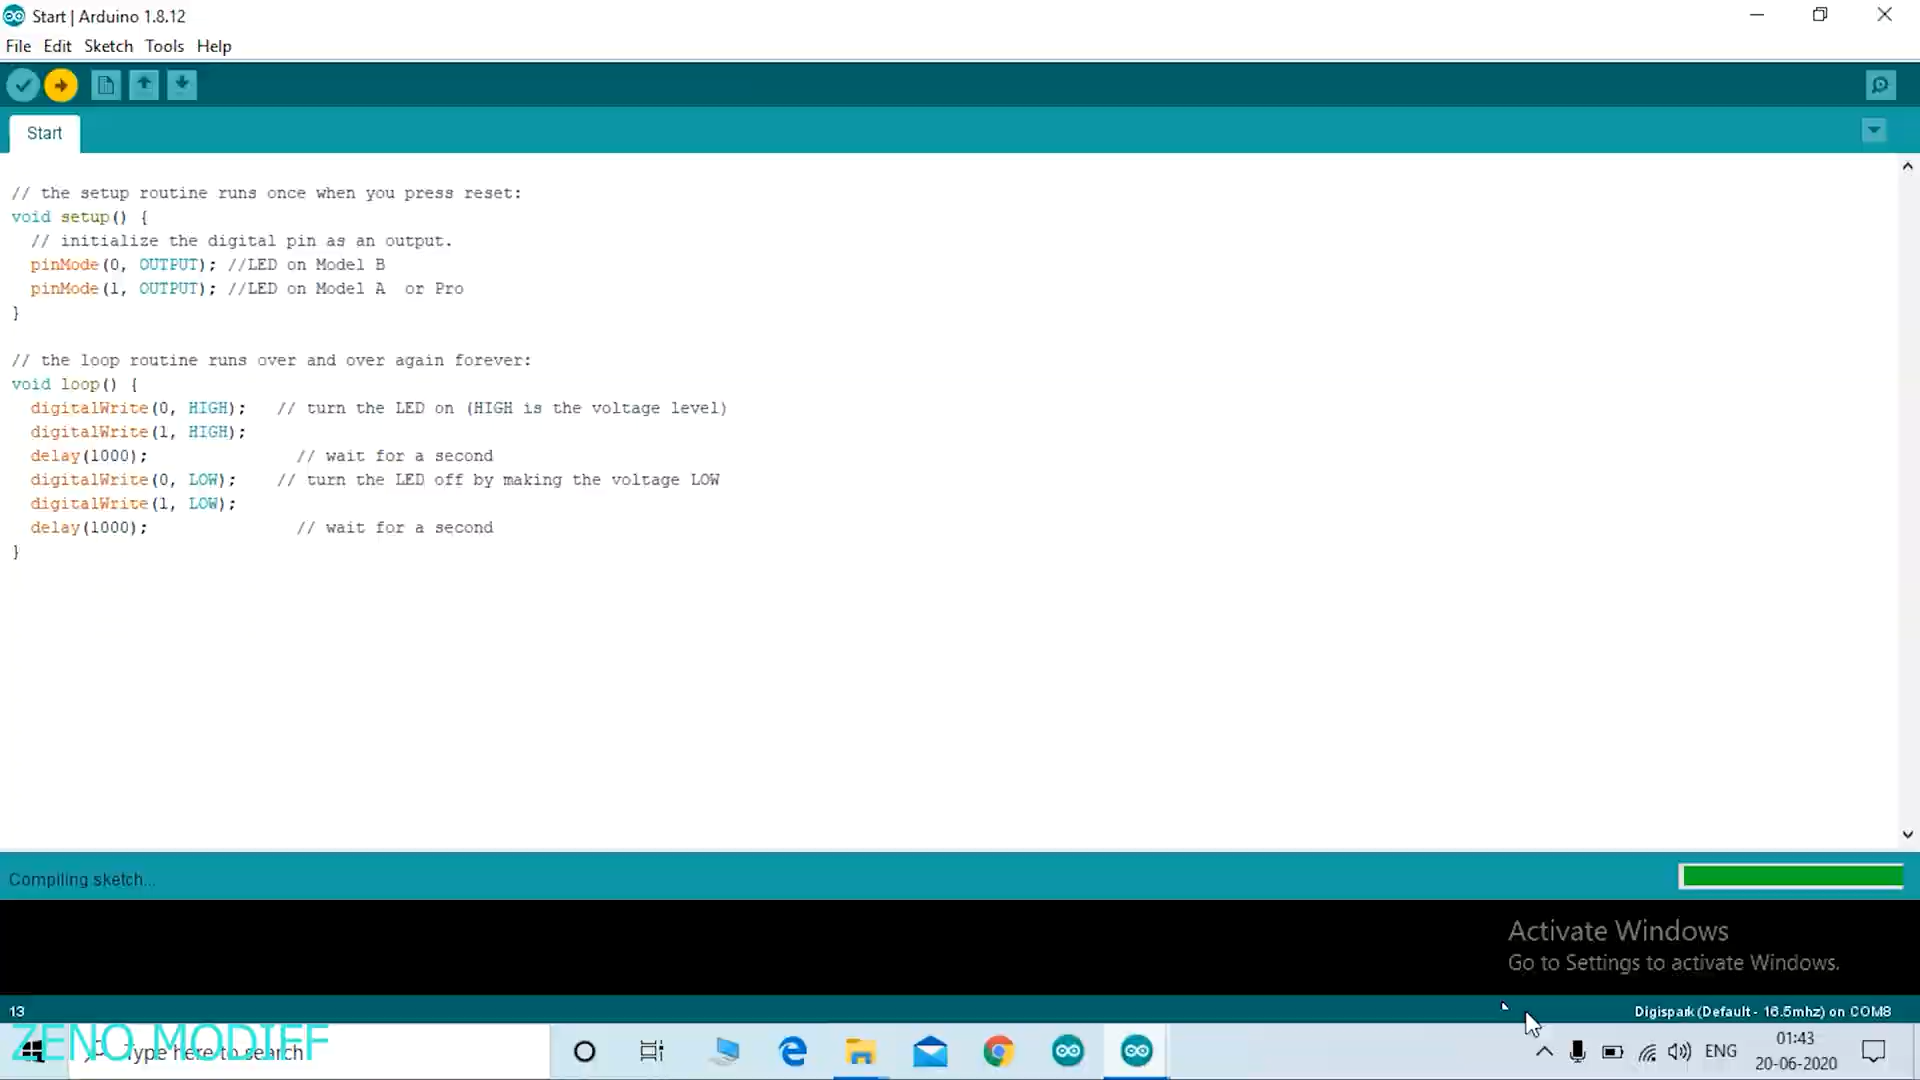 Start | Arduino 1.8.12
File Edit Sketch Tools Help
Start
// the setup routine runs once when you press reset:
void setup() {
  // initialize the digital pin as an output.
  pinMode(0, OUTPUT); //LED on Model B
  pinMode(1, OUTPUT); //LED on Model A  or Pro
}
// the loop routine runs over and over again forever:
void loop() {
  digitalWrite(0, HIGH);   // turn the LED on (HIGH is the voltage level)
  digitalWrite(1, HIGH);
  delay(1000);               // wait for a second
  digitalWrite(0, LOW);    // turn the LED off by making the voltage LOW
  digitalWrite(1, LOW);
  delay(1000);               // wait for a second
}
Compiling sketch...
Activate Windows
Go to Settings to activate Windows.
13
Digispark (Default - 16.5mhz) on COM8
ZENO MODIFF
Type here to search
ENG
01:43
20-06-2020